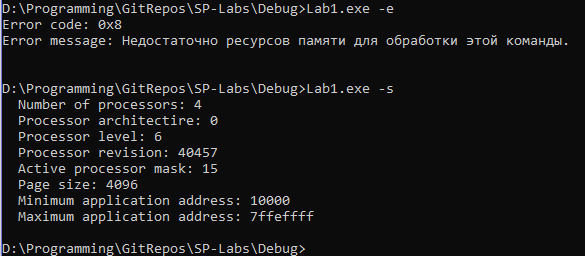 D:\Programming\GitRepos\SP-Labs\Debug>Lab1.exe -e
Error code: 0x8
Error message: Недостаточно ресурсов памяти для обработки этой команды.
D:\Programming\GitRepos\SP-Labs\Debug>Lab1.exe -s
Number of processors: 4
Processor architectire: 0
Processor level: 6
Processor revision: 40457
Active processor mask: 15
Page size: 4096
Minimum application address: 10000
Maximum application address: 7ffeffff
D:\Programming\GitRepos\SP-Labs\Debug>